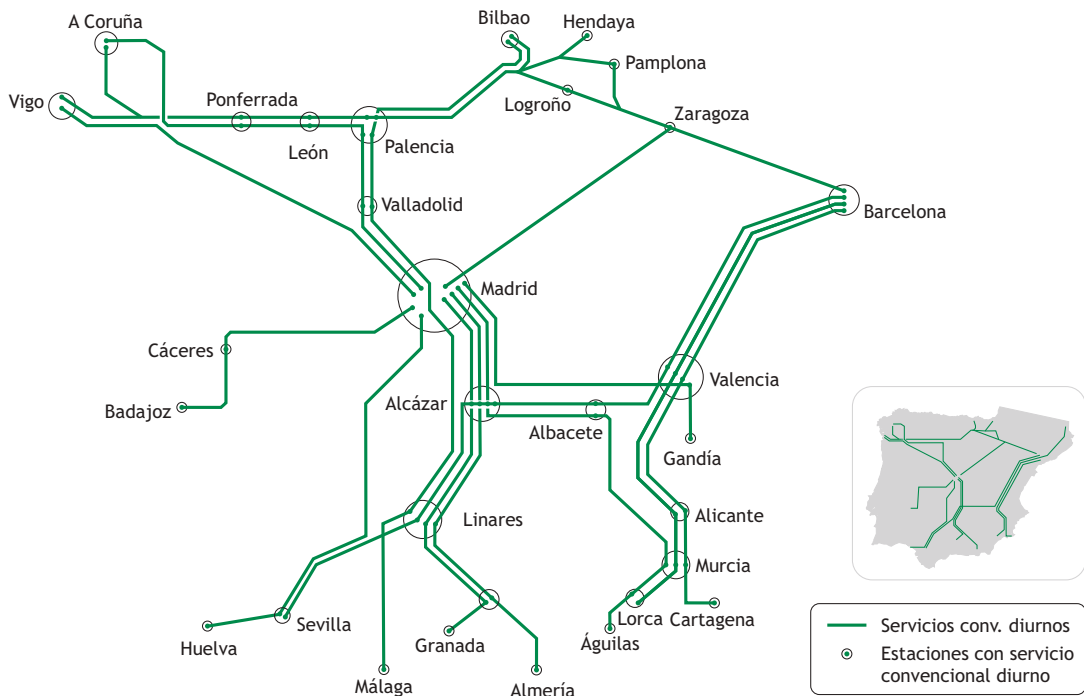 A Coruña
Bilbao
Hendaya
Pamplona
Vigo
Ponferrada
Logroño
Zaragoza
León
Palencia
Valladolid
Barcelona
Madrid
Cáceres
Valencia
Badajoz
Alcázar
Albacete
Gandía
Linares
Alicante
Murcia
Lorca
Cartagena
Sevilla
Huelva
Granada
Águilas
Málaga
Almería
Servicios conv. diurnos
Estaciones con servicio
convencional diurno